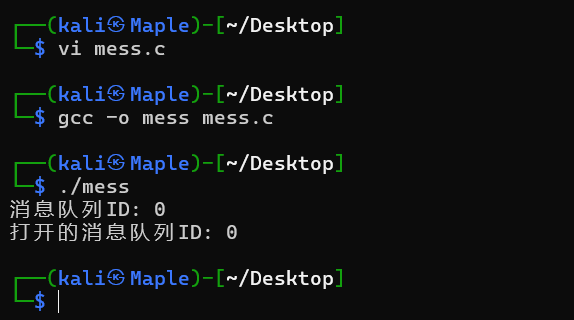 ┌──(kali㉿Maple)-[~/Desktop]
└─$ vi mess.c
┌──(kali㉿Maple)-[~/Desktop]
└─$ gcc -o mess mess.c
┌──(kali㉿Maple)-[~/Desktop]
└─$ ./mess
消息队列ID: 0
打开的消息队列ID: 0
┌──(kali㉿Maple)-[~/Desktop]
└─$